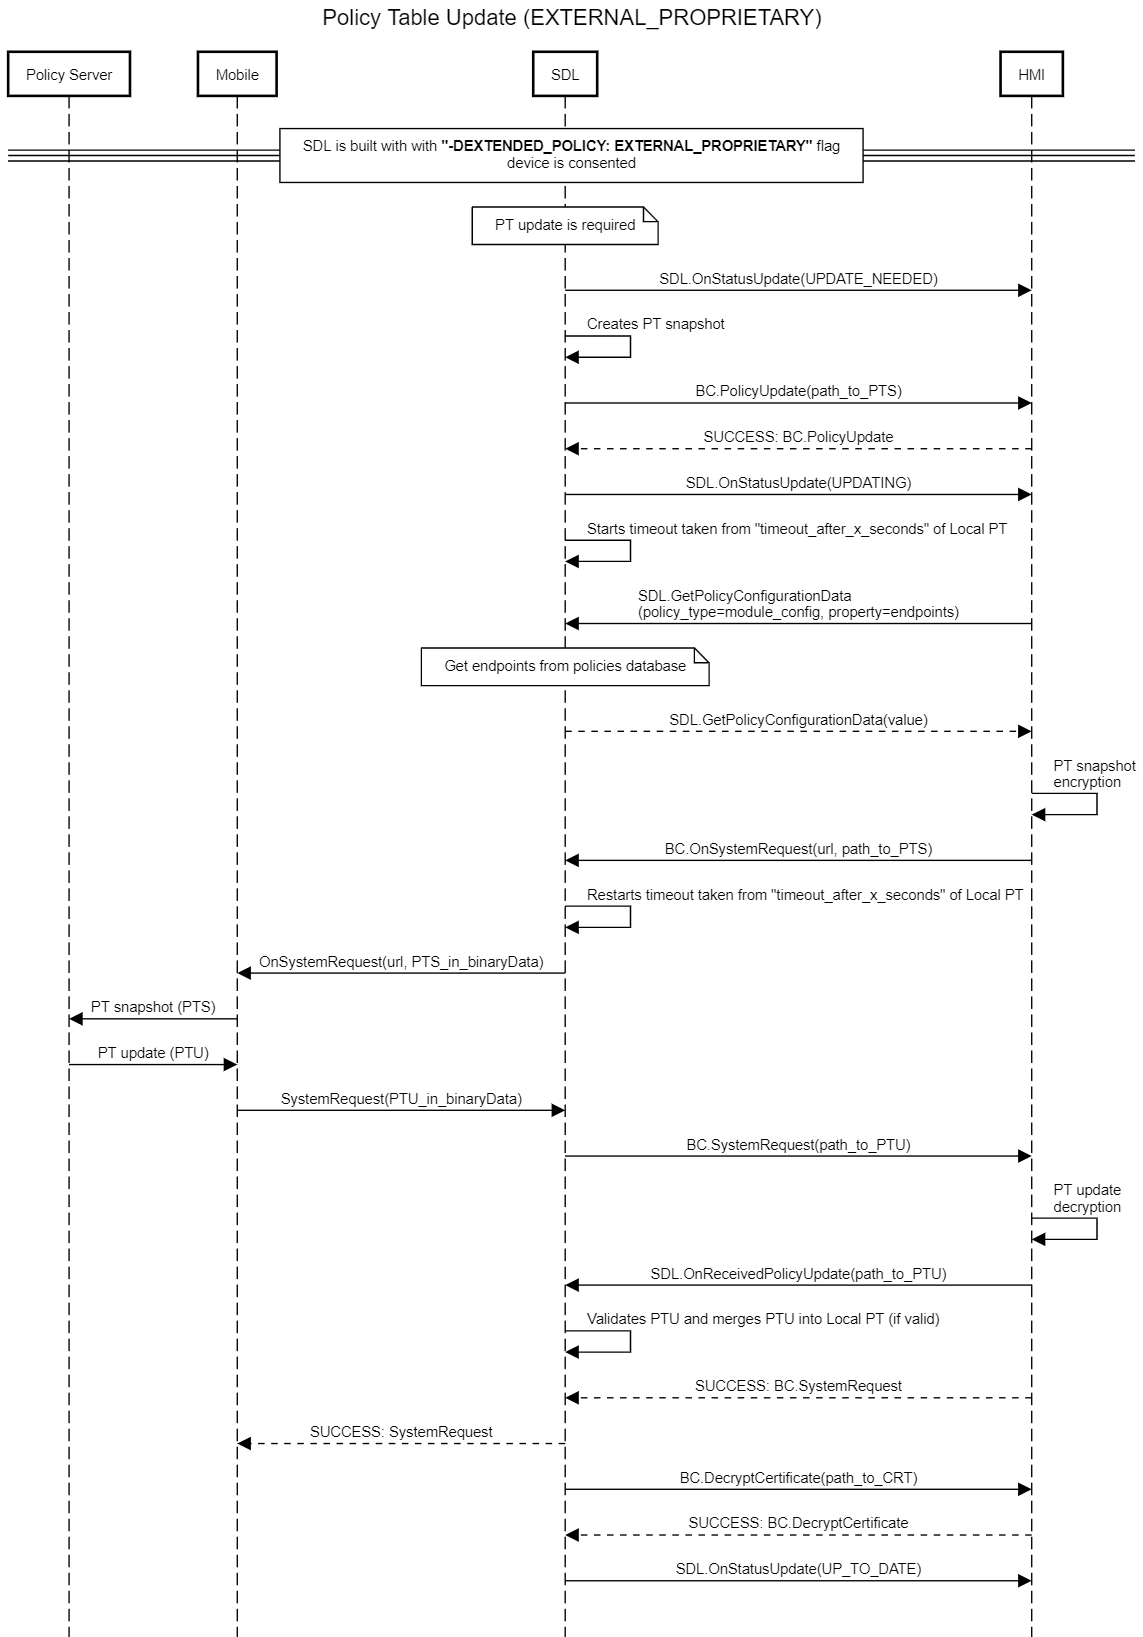 Policy Table Update (EXTERNAL_PROPRIETARY)
Policy Server
Mobile
SDL
HMI
SDL is built with with "-DEXTENDED_POLICY: EXTERNAL_PROPRIETARY" flag
device is consented
PT update is required
SDL.OnStatusUpdate(UPDATE_NEEDED)
Creates PT snapshot
BC.PolicyUpdate(path_to_PTS)
SUCCESS: BC.PolicyUpdate
SDL.OnStatusUpdate(UPDATING)
Starts timeout taken from "timeout_after_x_seconds" of Local PT
SDL.GetPolicyConfigurationData
(policy_type=module_config, property=endpoints)
Get endpoints from policies database
SDL.GetPolicyConfigurationData(value)
PT snapshot
encryption
BC.OnSystemRequest(url, path_to_PTS)
Restarts timeout taken from "timeout_after_x_seconds" of Local PT
OnSystemRequest(url, PTS_in_binaryData)
PT snapshot (PTS)
PT update (PTU)
SystemRequest(PTU_in_binaryData)
BC.SystemRequest(path_to_PTU)
PT update
decryption
SDL.OnReceivedPolicyUpdate(path_to_PTU)
Validates PTU and merges PTU into Local PT (if valid)
SUCCESS: BC.SystemRequest
SUCCESS: SystemRequest
BC.DecryptCertificate(path_to_CRT)
SUCCESS: BC.DecryptCertificate
SDL.OnStatusUpdate(UP_TO_DATE)